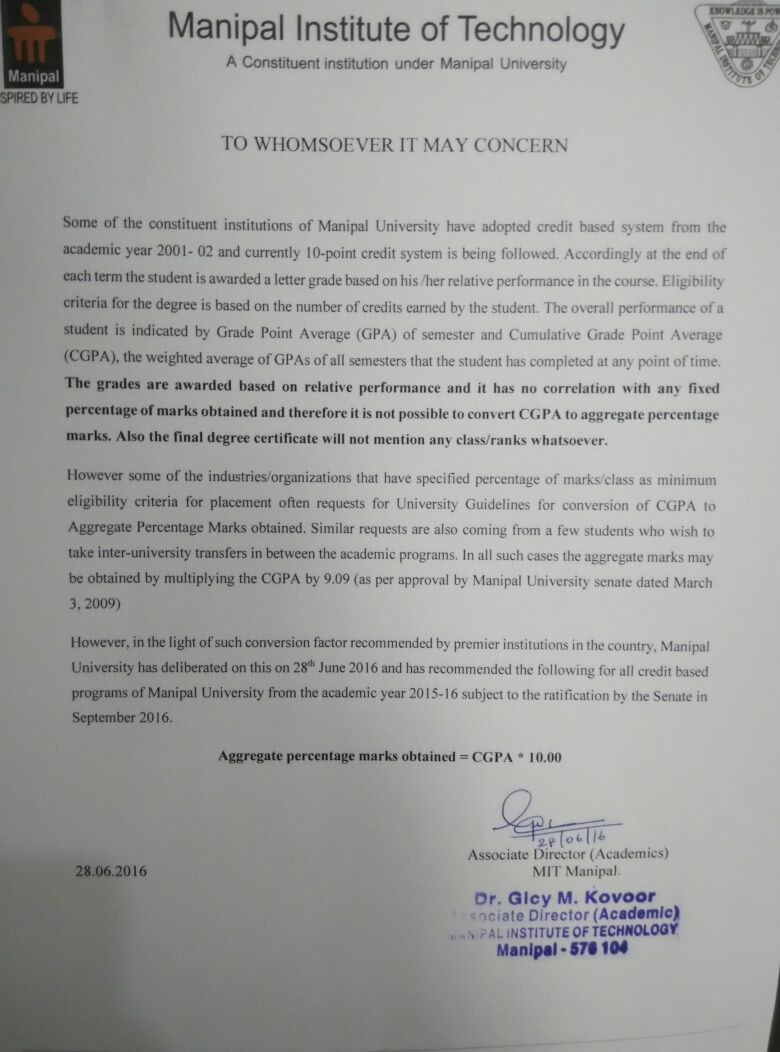 Manipal Institute of Technology
A Constituent institution under Manipal University
Manipal
SPIRED BY LIFE
KNOWLEDGE IS POW
MANIPAL INSTITUTE OF
TO WHOMSOEVER IT MAY CONCERN
Some of the constituent institutions of Manipal University have adopted credit based system from the
academic year 2001- 02 and currently 10-point credit system is being followed. Accordingly at the end of
each term the student is awarded a letter grade based on his /her relative performance in the course. Eligibility
criteria for the degree is based on the number of credits earned by the student. The overall performance of a
student is indicated by Grade Point Average (GPA) of semester and Cumulative Grade Point Average
(CGPA), the weighted average of GPAs of all semesters that the student has completed at any point of time.
The grades are awarded based on relative performance and it has no correlation with any fixed
percentage of marks obtained and therefore it is not possible to convert CGPA to aggregate percentage
marks. Also the final degree certificate will not mention any class/ranks whatsoever.
However some of the industries/organizations that have specified percentage of marks/class as minimum
eligibility criteria for placement often requests for University Guidelines for conversion of CGPA to
Aggregate Percentage Marks obtained. Similar requests are also coming from a few students who wish to
take inter-university transfers in between the academic programs. In all such cases the aggregate marks may
be obtained by multiplying the CGPA by 9.09 (as per approval by Manipal University senate dated March
3, 2009)
However, in the light of such conversion factor recommended by premier institutions in the country, Manipal
University has deliberated on this on 28th June 2016 and has recommended the following for all credit based
programs of Manipal University from the academic year 2015-16 subject to the ratification by the Senate in
September 2016.
Aggregate percentage marks obtained = CGPA * 10.00
28/06/16
Associate Director (Academics)
28.06.2016
MIT Manipal.
Dr. Glcy M. Kovoor
sociate Director (Academic)
PAL INSTITUTE OF TECHNOLOGY
Manipal - 576 104